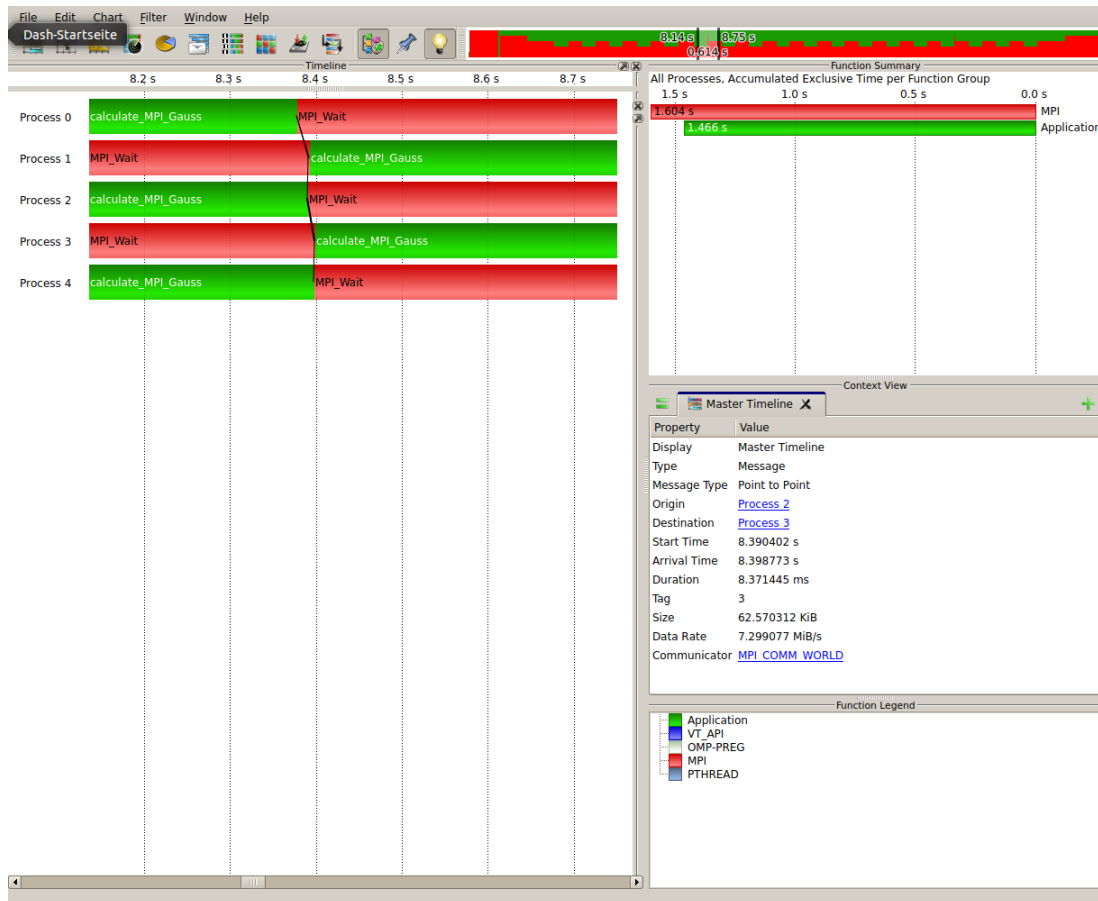 File Edit Chart Filter Window Help
Dash-Startseite
8.14 s 8.75 s
0.614 s
Timeline
8.2 s 8.3 s 8.4 s 8.5 s 8.6 s 8.7 s
Process 0 calculate_MPI_Gauss MPI_Wait
Process 1 MPI_Wait calculate_MPI_Gauss
Process 2 calculate_MPI_Gauss MPI_Wait
Process 3 MPI_Wait calculate_MPI_Gauss
Process 4 calculate_MPI_Gauss MPI_Wait
Function Summary
All Processes, Accumulated Exclusive Time per Function Group
1.5 s 1.0 s 0.5 s 0.0 s
1.604 s MPI
1.466 s Application
Context View
Master Timeline
Property Value
Display Master Timeline
Type Message
Message Type Point to Point
Origin Process 2
Destination Process 3
Start Time 8.390402 s
Arrival Time 8.398773 s
Duration 8.371445 ms
Tag 3
Size 62.570312 KiB
Data Rate 7.299077 MiB/s
Communicator MPI_COMM_WORLD
Function Legend
Application
VT_API
OMP-PREG
MPI
PTHREAD